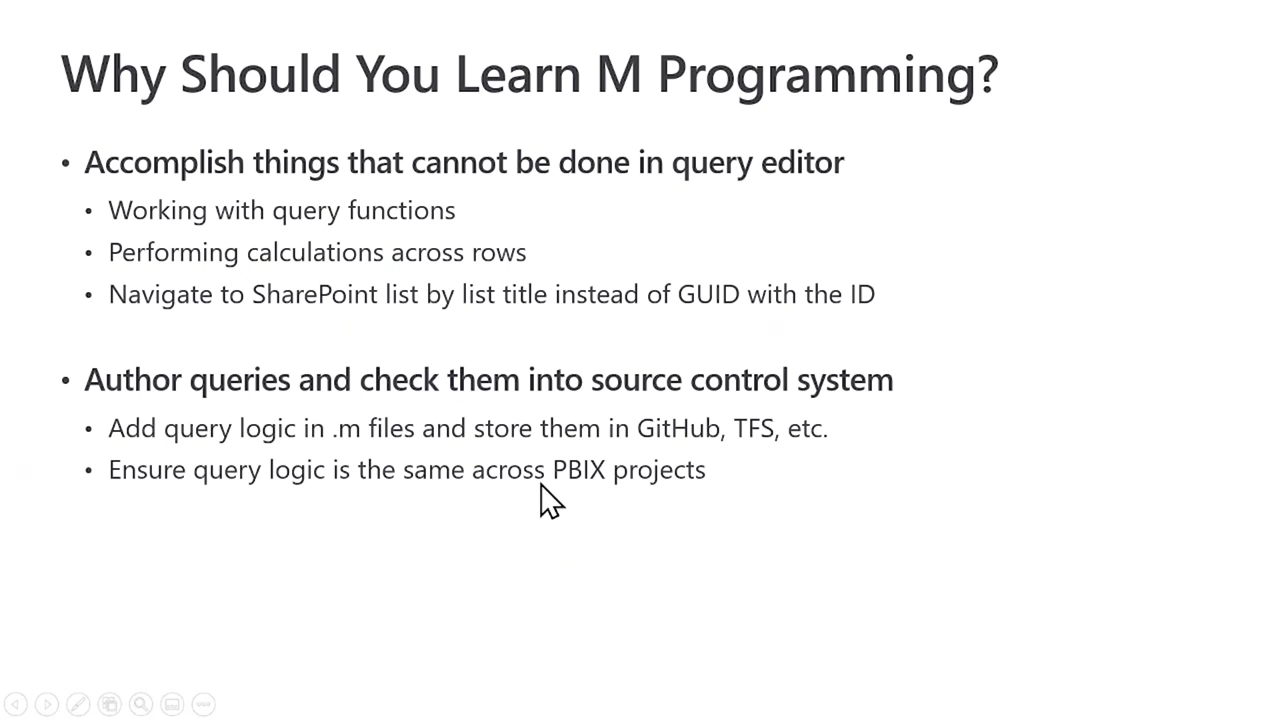 Why Should You Learn M Programming?
• Accomplish things that cannot be done in query editor
• Working with query functions
• Performing calculations across rows
• Navigate to SharePoint list by list title instead of GUID with the ID
• Author queries and check them into source control system
• Add query logic in .m files and store them in GitHub, TFS, etc.
• Ensure query logic is the same across PBIX projects